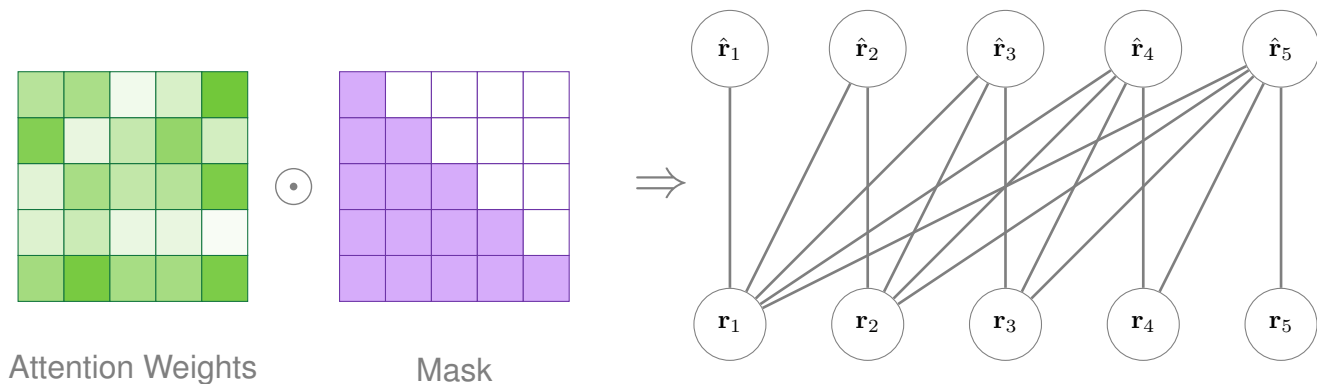 r̂₁ r̂₂ r̂₃ r̂₄ r̂₅
⊙ ⇒
r₁ r₂ r₃ r₄ r₅
Attention Weights Mask